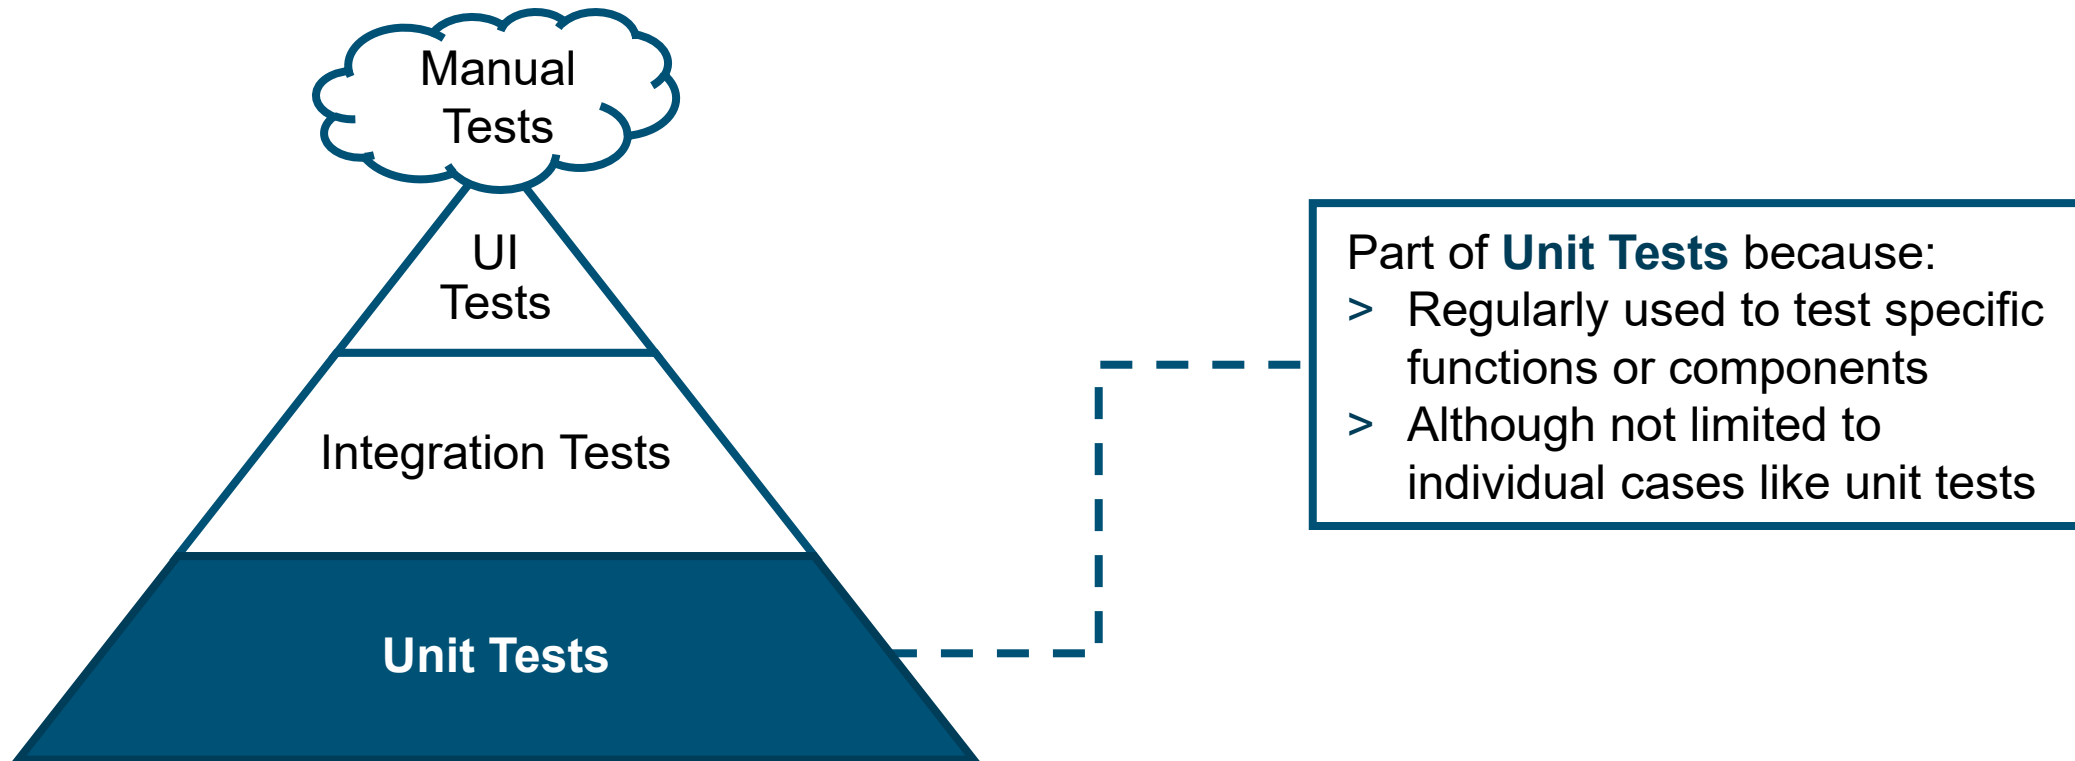 Manual
Tests
UI
Tests
Integration Tests
Unit Tests
Part of Unit Tests because:
> Regularly used to test specific
functions or components
> Although not limited to
individual cases like unit tests